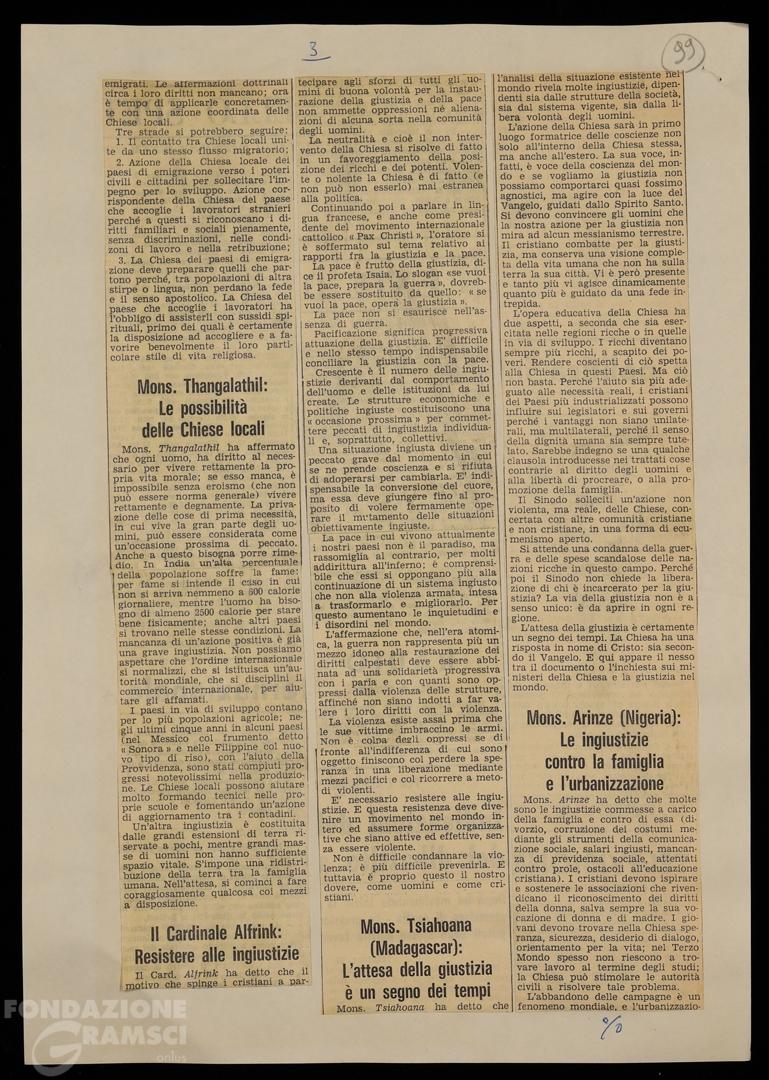 3
99
emigrati. Le affermazioni dottrinali
circa i loro diritti non mancano; ora
è tempo di applicarle concretamen-
te con una azione coordinata delle
Chiese locali.
Tre strade si potrebbero seguire:
1. Il contatto tra Chiese locali uni-
te da uno stesso flusso migratorio;
2. Azione della Chiesa locale dei
paesi di emigrazione verso i poteri
civili e cittadini per sollecitare l'im-
pegno per lo sviluppo. Azione cor-
rispondente della Chiesa del paese
che accoglie i lavoratori stranieri
perché a questi si riconoscano i di-
ritti familiari e sociali pienamente,
senza discriminazioni, nelle condi-
zioni di lavoro e nella retribuzione;
3. La Chiesa dei paesi di emigra-
zione deve preparare quelli che par-
tono perché, tra popolazioni di altra
stirpe o lingua, non perdano la fede
e il senso apostolico. La Chiesa del
paese che accoglie i lavoratori ha
l'obbligo di assisterli con sussidi spi-
rituali, primo dei quali è certamente
la disposizione ad accogliere e a fa-
vorire benevolmente il loro parti-
colare stile di vita religiosa.
Mons. Thangalathil:
Le possibilità
delle Chiese locali
Mons. Thangalathil ha affermato
che ogni uomo, ha diritto al neces-
sario per vivere rettamente la pro-
pria vita morale; se esso manca, è
impossibile senza eroismo (che non
può essere norma generale) vivere
rettamente e degnamente. La priva-
zione delle cose di prima necessità,
in cui vive la gran parte degli uo-
mini, può essere considerata come
un'occasione prossima di peccato.
Anche a questo bisogna porre rime-
dio. In India un'alta percentuale
della popolazione soffre la fame:
per fame si intende il caso in cui
non si arriva nemmeno a 800 calorie
giornaliere, mentre l'uomo ha biso-
gno di almeno 2500 calorie per stare
bene fisicamente; anche altri paesi
si trovano nelle stesse condizioni. La
mancanza di un'azione positiva è già
una grave ingiustizia. Non possiamo
aspettare che l'ordine internazionale
si normalizzi, che si istituisca un'au-
torità mondiale, che si disciplini il
commercio internazionale, per aiu-
tare gli affamati.
I paesi in via di sviluppo contano
per lo più popolazioni agricole; ne-
gli ultimi cinque anni in alcuni paesi
(nel Messico col frumento detto
« Sonora » e nelle Filippine col nuo-
vo tipo di riso), con l'aiuto della
Provvidenza, sono stati compiuti pro-
gressi notevolissimi nella produzio-
ne. Le Chiese locali possono aiutare
molto formando tecnici nelle pro-
prie scuole e fomentando un'azione
di aggiornamento tra i contadini.
Un'altra ingiustizia è costituita
dalle grandi estensioni di terra ri-
servate a pochi, mentre grandi mas-
se di uomini non hanno sufficiente
spazio vitale. S'impone una ridistri-
buzione della terra tra la famiglia
umana. Nell'attesa, si cominci a fare
coraggiosamente qualcosa coi mezzi
a disposizione.
Il Cardinale Alfrink:
Resistere alle ingiustizie
Il Card. Alfrink ha detto che il
motivo che spinge i cristiani a par-
tecipare agli sforzi di tutti gli uo-
mini di buona volontà per la instau-
razione della giustizia e della pace
non ammette oppressioni né aliena-
zioni di alcuna sorta nella comunità
degli uomini.
La neutralità e cioè il non inter-
vento della Chiesa si risolve di fatto
in un favoreggiamento della posi-
zione dei ricchi e dei potenti. Volen-
te o nolente la Chiesa è di fatto (e
non può non esserlo) mai estranea
alla politica.
Continuando poi a parlare in lin-
gua francese, e anche come presi-
dente del movimento internazionale
cattolico « Pax Christi », l'oratore si
è soffermato sul tema relativo ai
rapporti fra la giustizia e la pace.
La pace è frutto della giustizia, di-
ce il profeta Isaia. Lo slogan «se vuoi
la pace, prepara la guerra», dovreb-
be essere sostituito da quello: « se
vuoi la pace, opera la giustizia ».
La pace non si esaurisce nell'as-
senza di guerra.
Pacificazione significa progressiva
attuazione della giustizia. E' difficile
e nello stesso tempo indispensabile
conciliare la giustizia con la pace.
Crescente è il numero delle ingiu-
stizie derivanti dal comportamento
dell'uomo e delle istituzioni da lui
create. Le strutture economiche e
politiche ingiuste costituiscono una
« occasione prossima » per commet-
tere peccati di ingiustizia individua-
li e, soprattutto, collettivi.
Una situazione ingiusta diviene un
peccato grave dal momento in cui
se ne prende coscienza e si rifiuta
di adoperarsi per cambiarla. E' indi-
spensabile la conversione del cuore,
ma essa deve giungere fino al pro-
posito di volere fermamente ope-
rare il mutamento delle situazioni
obiettivamente ingiuste.
La pace in cui vivono attualmente
i nostri paesi non è il paradiso, ma
rassomiglia al contrario, per molti
addirittura all'inferno; è comprensi-
bile che essi si oppongano più alla
continuazione di un sistema ingiusto
che non alla violenza armata, intesa
a trasformarlo e migliorarlo. Per
questo aumentano le inquietudini e
i disordini nel mondo.
L'affermazione che, nell'era atomi-
ca, la guerra non rappresenta più un
mezzo idoneo alla restaurazione dei
diritti calpestati deve essere abbi-
nata ad una solidarietà progressiva
con i paria e con quanti sono op-
pressi dalla violenza delle strutture,
affinché non siano indotti a far va-
lere i loro diritti con la violenza.
La violenza esiste assai prima che
le sue vittime imbraccino le armi.
Non è colpa degli oppressi se di
fronte all'indifferenza di cui sono
oggetto finiscono col perdere la spe-
ranza in una liberazione mediante
mezzi pacifici e col ricorrere a meto-
di violenti.
E' necessario resistere alle ingiu-
stizie. E questa resistenza deve dive-
nire un movimento nel mondo in-
tero ed assumere forme organizza-
tive che siano attive ed effettive, sen-
za essere violente.
Non è difficile condannare la vio-
lenza; è più difficile prevenirla. E
tuttavia è proprio questo il nostro
dovere, come uomini e come cri-
stiani.
Mons. Tsiahoana
(Madagascar):
L'attesa della giustizia
è un segno dei tempi
Mons. Tsiahoana ha detto che
l'analisi della situazione esistente nel
mondo rivela molte ingiustizie, dipen-
denti sia dalle strutture della società,
sia dal sistema vigente, sia dalla li-
bera volontà degli uomini.
L'azione della Chiesa sarà in primo
luogo formatrice delle coscienze non
solo all'interno della Chiesa stessa,
ma anche all'estero. La sua voce, in-
fatti, è voce della coscienza del mon-
do e se vogliamo la giustizia non
possiamo comportarci quasi fossimo
agnostici, ma agire con la luce del
Vangelo, guidati dallo Spirito Santo.
Si devono convincere gli uomini che
la nostra azione per la giustizia non
mira ad alcun messianismo terrestre.
Il cristiano combatte per la giusti-
zia, ma conserva una visione comple-
ta della vita umana che non ha sulla
terra la sua città. Vi è però presente
e tanto più vi agisce dinamicamente
quanto più è guidato da una fede in-
trepida.
L'opera educativa della Chiesa ha
due aspetti, a seconda che sia eser-
citata nelle regioni ricche o in quelle
in via di sviluppo. I ricchi diventano
sempre più ricchi, a scapito dei po-
veri. Rendere coscienti di ciò spetta
alla Chiesa in questi Paesi. Ma ciò
non basta. Perché l'aiuto sia più ade-
guato alle necessità reali, i cristiani
dei Paesi più industrializzati possono
influire sui legislatori e sui governi
perché i vantaggi non siano unilate-
rali, ma multilaterali, perché il senso
della dignità umana sia sempre tute-
lato. Sarebbe indegno se una qualche
clausola introducesse nei trattati cose
contrarie al diritto degli uomini e
alla libertà di procreare, o alla pro-
mozione della famiglia.
Il Sinodo solleciti un'azione non
violenta, ma reale, delle Chiese, con-
certata con altre comunità cristiane
e non cristiane, in una forma di ecu-
menismo aperto.
Si attende una condanna della guer-
ra e delle spese scandalose delle na-
zioni ricche in questo campo. Perché
poi il Sinodo non chiede la libera-
zione di chi è incarcerato per la giu-
stizia? La via della giustizia non è a
senso unico: è da aprire in ogni re-
gione.
L'attesa della giustizia è certamente
un segno dei tempi. La Chiesa ha una
risposta in nome di Cristo: sia secon-
do il Vangelo. E qui appare il nesso
tra il documento o l'inchiesta sui mi-
nisteri della Chiesa e la giustizia nel
mondo.
Mons. Arinze (Nigeria):
Le ingiustizie
contro la famiglia
e l'urbanizzazione
Mons. Arinze ha detto che molte
sono le ingiustizie commesse a carico
della famiglia e contro di essa (di-
vorzio, corruzione dei costumi me-
diante gli strumenti della comunica-
zione sociale, salari ingiusti, mancan-
za di previdenza sociale, attentati
contro prole, ostacoli all'educazione
cristiana). I cristiani devono ispirare
e sostenere le associazioni che riven-
dicano il riconoscimento dei diritti
della donna, salva sempre la sua vo-
cazione di donna e di madre. I gio-
vani devono trovare nella Chiesa spe-
ranza, sicurezza, desiderio di dialogo,
orientamento per la vita; nel Terzo
Mondo spesso non riescono a tro-
vare lavoro al termine degli studi;
la Chiesa può stimolare le autorità
civili a risolvere tale problema.
L'abbandono delle campagne è un
fenomeno mondiale, e l'urbanizzazio-
%
FONDAZIONE
GRAMSCI
onlus